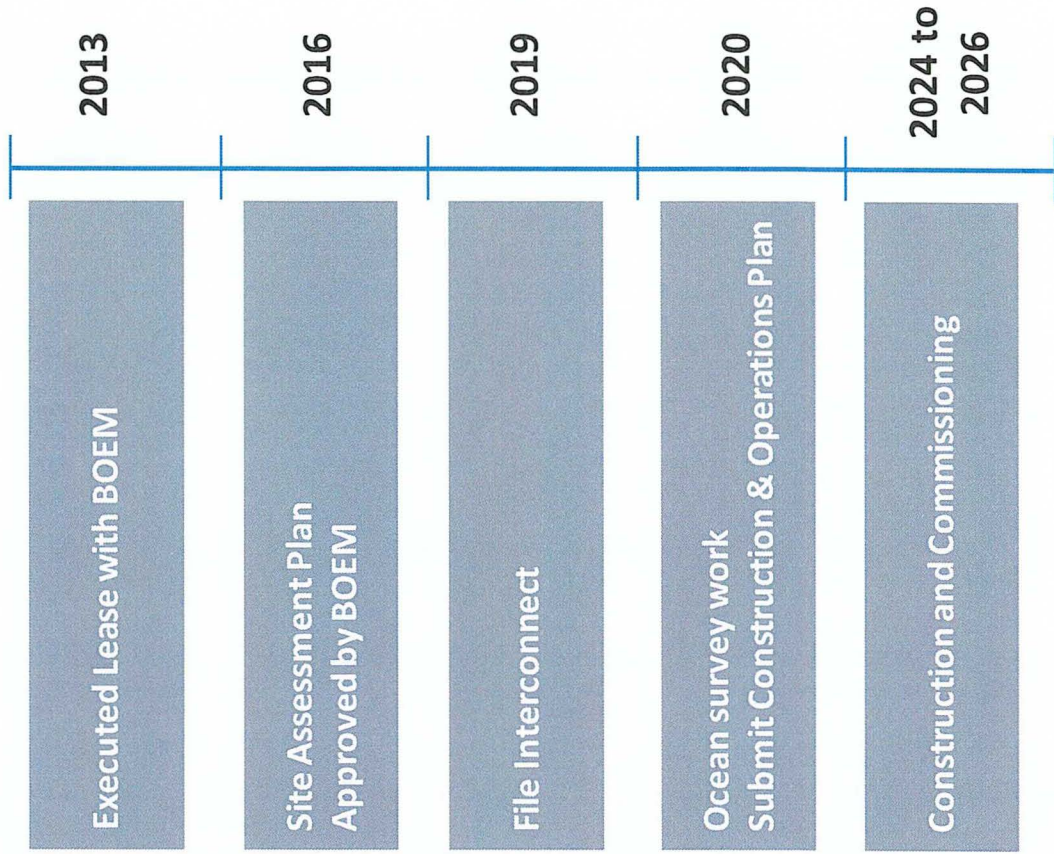 Executed Lease with BOEM
2013
Site Assessment Plan
Approved by BOEM
2016
File Interconnect
2019
Ocean survey work
Submit Construction & Operations Plan
2020
Construction and Commissioning
2024 to
2026